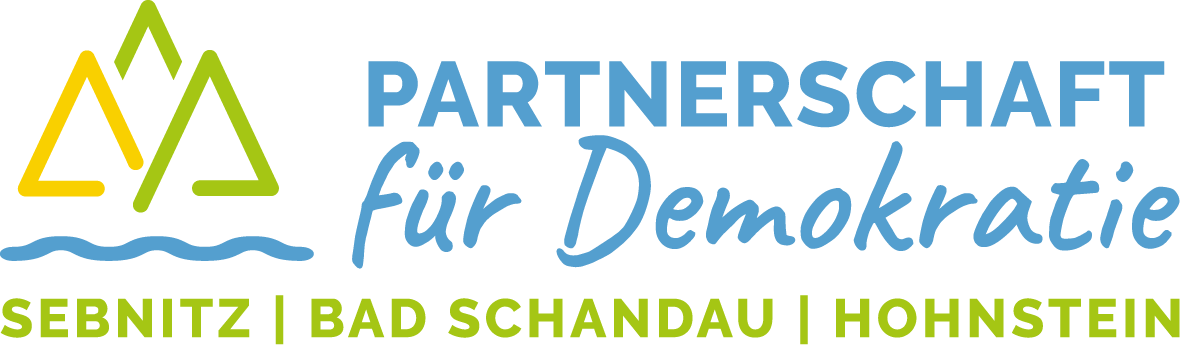 PARTNERSCHAFT
für Demokratie
SEBNITZ | BAD SCHANDAU | HOHNSTEIN